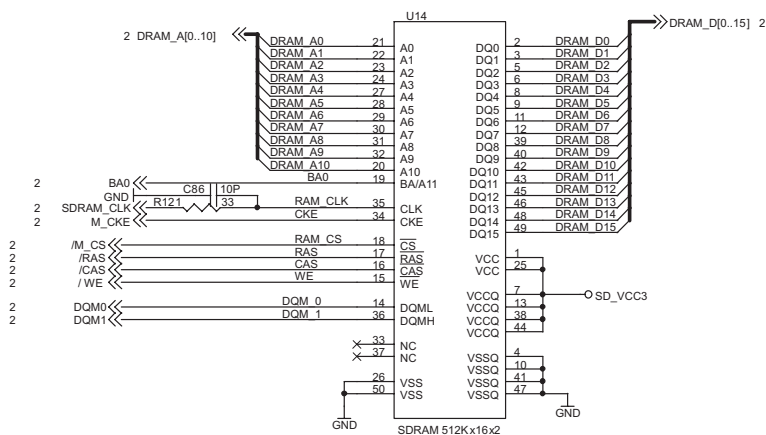 U14
2 DRAM_A[0..10]
DRAM_D[0..15] 2
DRAM_A0 21 A0 DQ0 2 DRAM_D0
DRAM_A1 22 A1 DQ1 3 DRAM_D1
DRAM_A2 23 A2 DQ2 5 DRAM_D2
DRAM_A3 24 A3 DQ3 6 DRAM_D3
DRAM_A4 27 A4 DQ4 8 DRAM_D4
DRAM_A5 28 A5 DQ5 9 DRAM_D5
DRAM_A6 29 A6 DQ6 11 DRAM_D6
DRAM_A7 30 A7 DQ7 12 DRAM_D7
DRAM_A8 31 A8 DQ8 39 DRAM_D8
DRAM_A9 32 A9 DQ9 40 DRAM_D9
DRAM_A10 20 A10 DQ10 42 DRAM_D10
2 BA0 BA0 19 BA/A11 DQ11 43 DRAM_D11
GND C86 10P DQ12 45 DRAM_D12
2 SDRAM_CLK R121 33 RAM_CLK 35 CLK DQ13 46 DRAM_D13
2 M_CKE CKE 34 CKE DQ14 48 DRAM_D14
DQ15 49 DRAM_D15
2 /M_CS RAM_CS 18 CS
2 /RAS RAS 17 RAS VCC 1
2 /CAS CAS 16 CAS VCC 25
2 / WE WE 15 WE
VCCQ 7 SD_VCC3
2 DQM0 DQM_0 14 DQML VCCQ 13
2 DQM1 DQM_1 36 DQMH VCCQ 38
VCCQ 44
33 NC
37 NC VSSQ 4
VSSQ 10
26 VSS VSSQ 41
50 VSS VSSQ 47
GND
GND
SDRAM 512Kx16x2